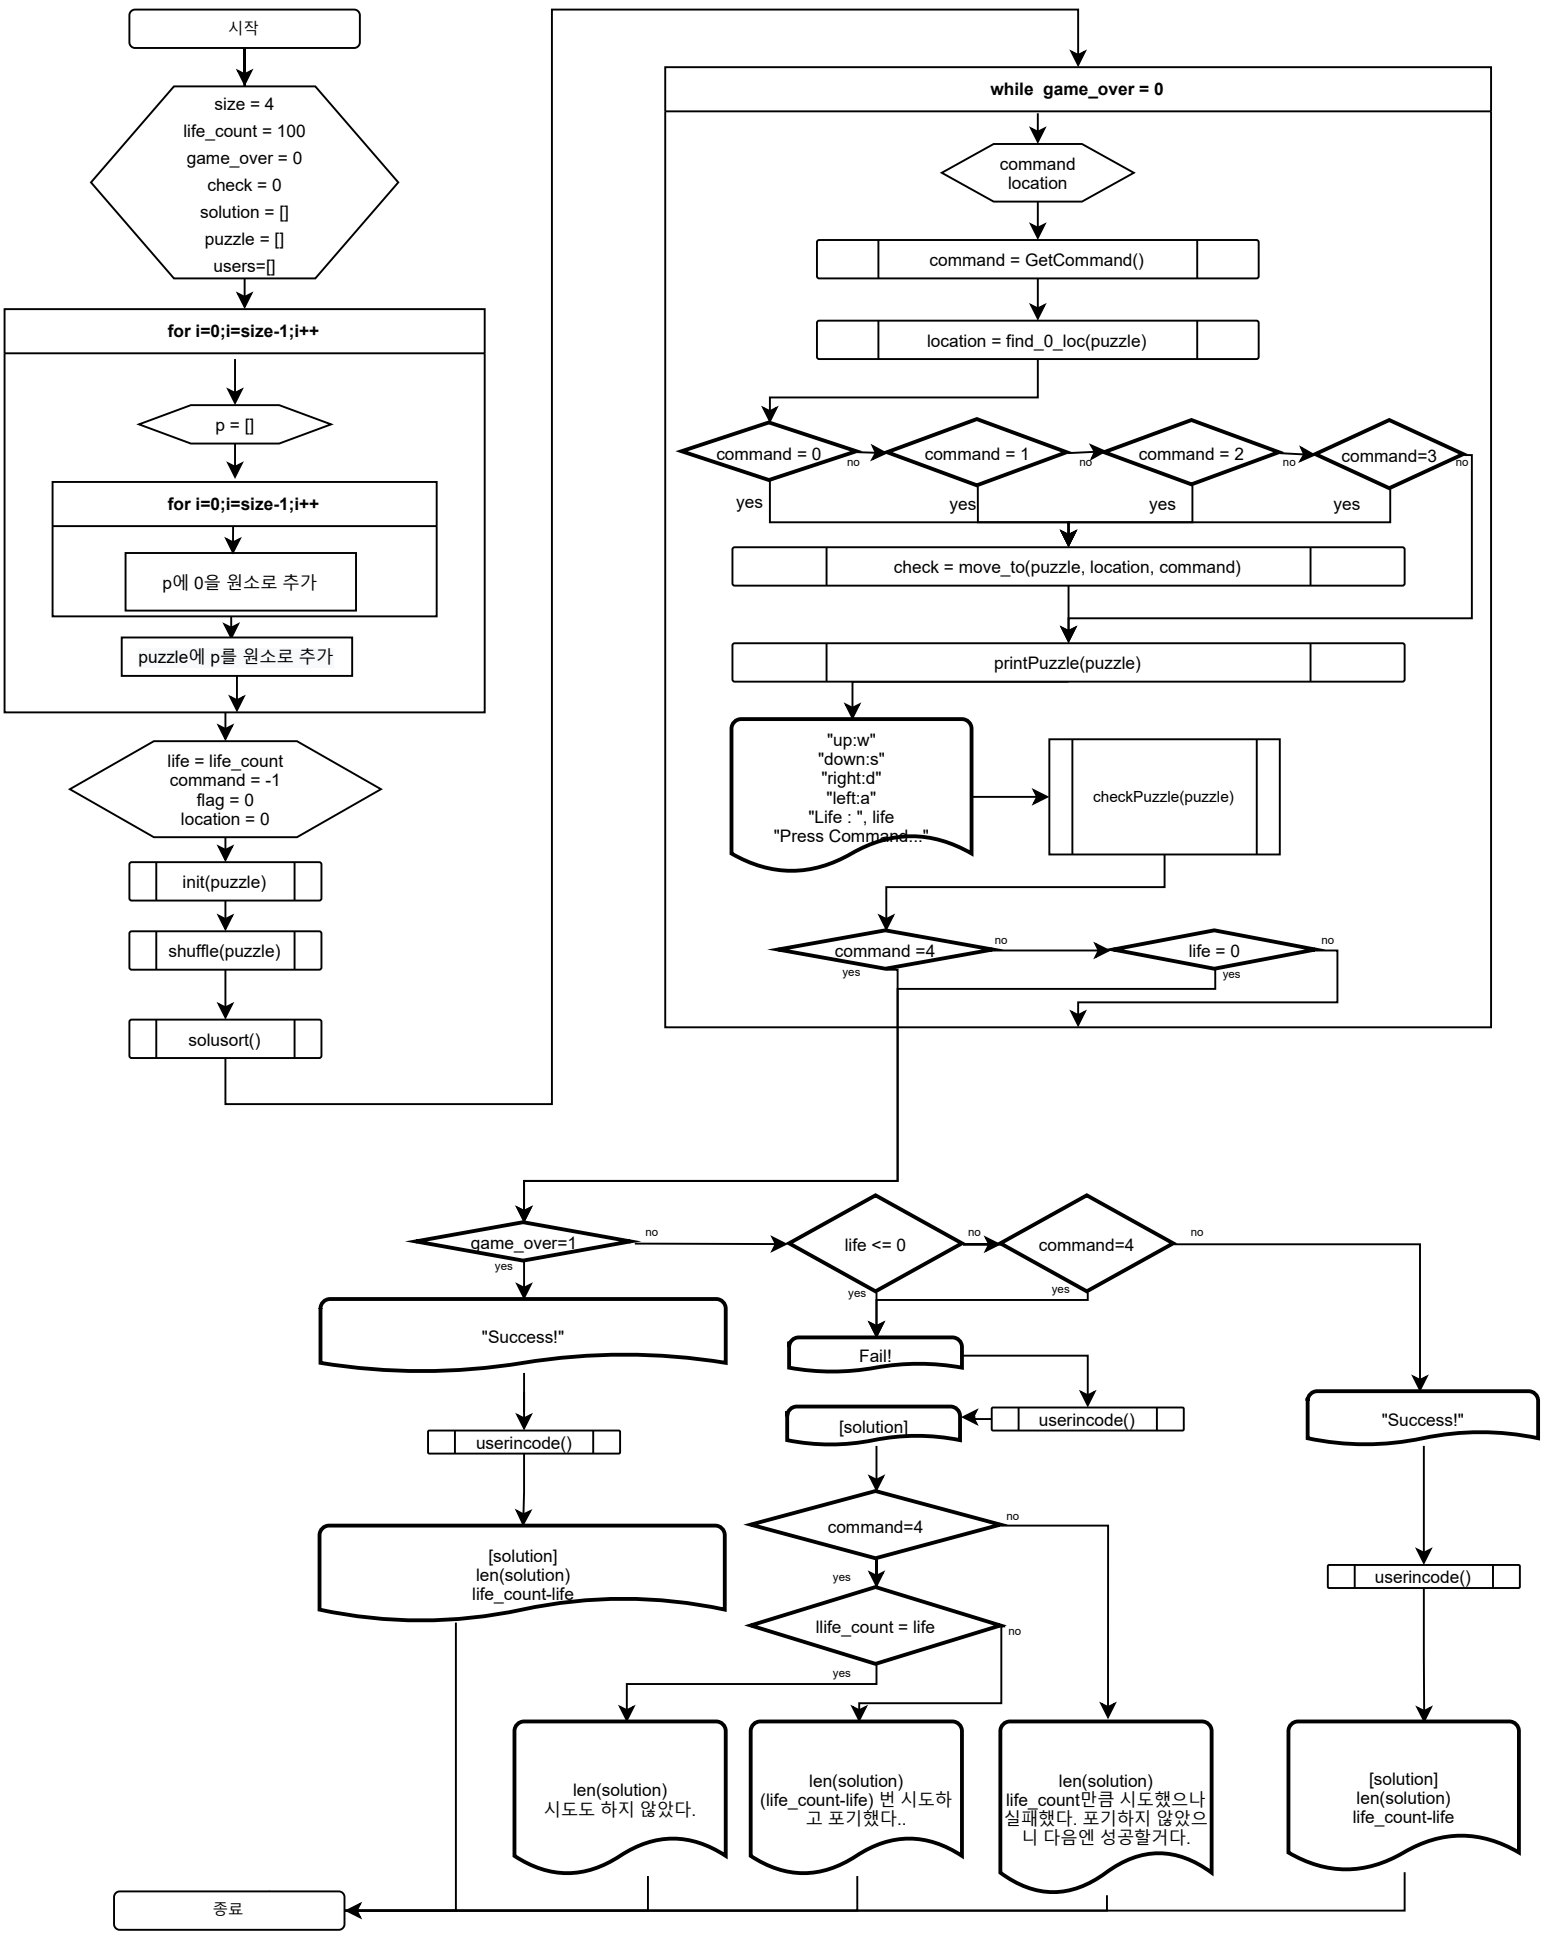 시작
size = 4
life_count = 100
game_over = 0
check = 0
solution = []
puzzle = []
users=[]
for i=0;i=size-1;i++
p = []
for i=0;i=size-1;i++
p에 0을 원소로 추가
puzzle에 p를 원소로 추가
life = life_count
command = -1
flag = 0
location = 0
init(puzzle)
shuffle(puzzle)
solusort()
while  game_over = 0
command
location
command = GetCommand()
location = find_0_loc(puzzle)
command = 0
no
command = 1
no
command = 2
no
command=3
no
yes
yes
yes
yes
check = move_to(puzzle, location, command)
printPuzzle(puzzle)
"up:w"
"down:s"
"right:d"
"left:a"
"Life : ", life
"Press Command..."
checkPuzzle(puzzle)
command =4
no
yes
life = 0
no
yes
game_over=1
no
yes
life <= 0
no
yes
command=4
no
yes
"Success!"
userincode()
[solution]
len(solution)
life_count-life
Fail!
userincode()
[solution]
command=4
no
yes
llife_count = life
no
yes
len(solution)
시도도 하지 않았다.
len(solution)
(life_count-life) 번 시도하
고 포기했다..
len(solution)
life_count만큼 시도했으나
실패했다. 포기하지 않았으
니 다음엔 성공할거다.
"Success!"
userincode()
[solution]
len(solution)
life_count-life
종료